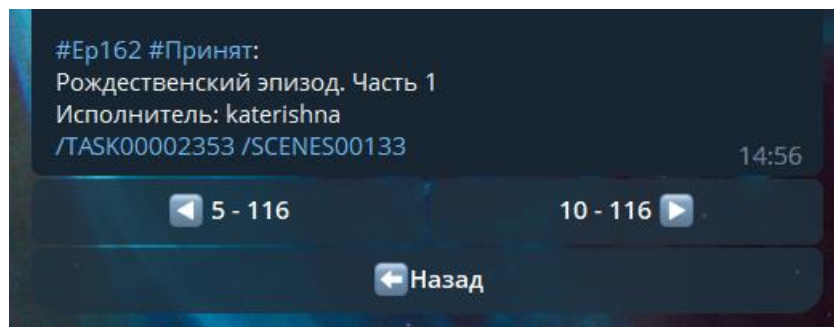 #Ep162 #Принят:
Рождественский эпизод. Часть 1
Исполнитель: katerishna
/TASK00002353 /SCENES00133
14:56
◀️ 5 - 116
10 - 116 ▶️
⬅️Назад